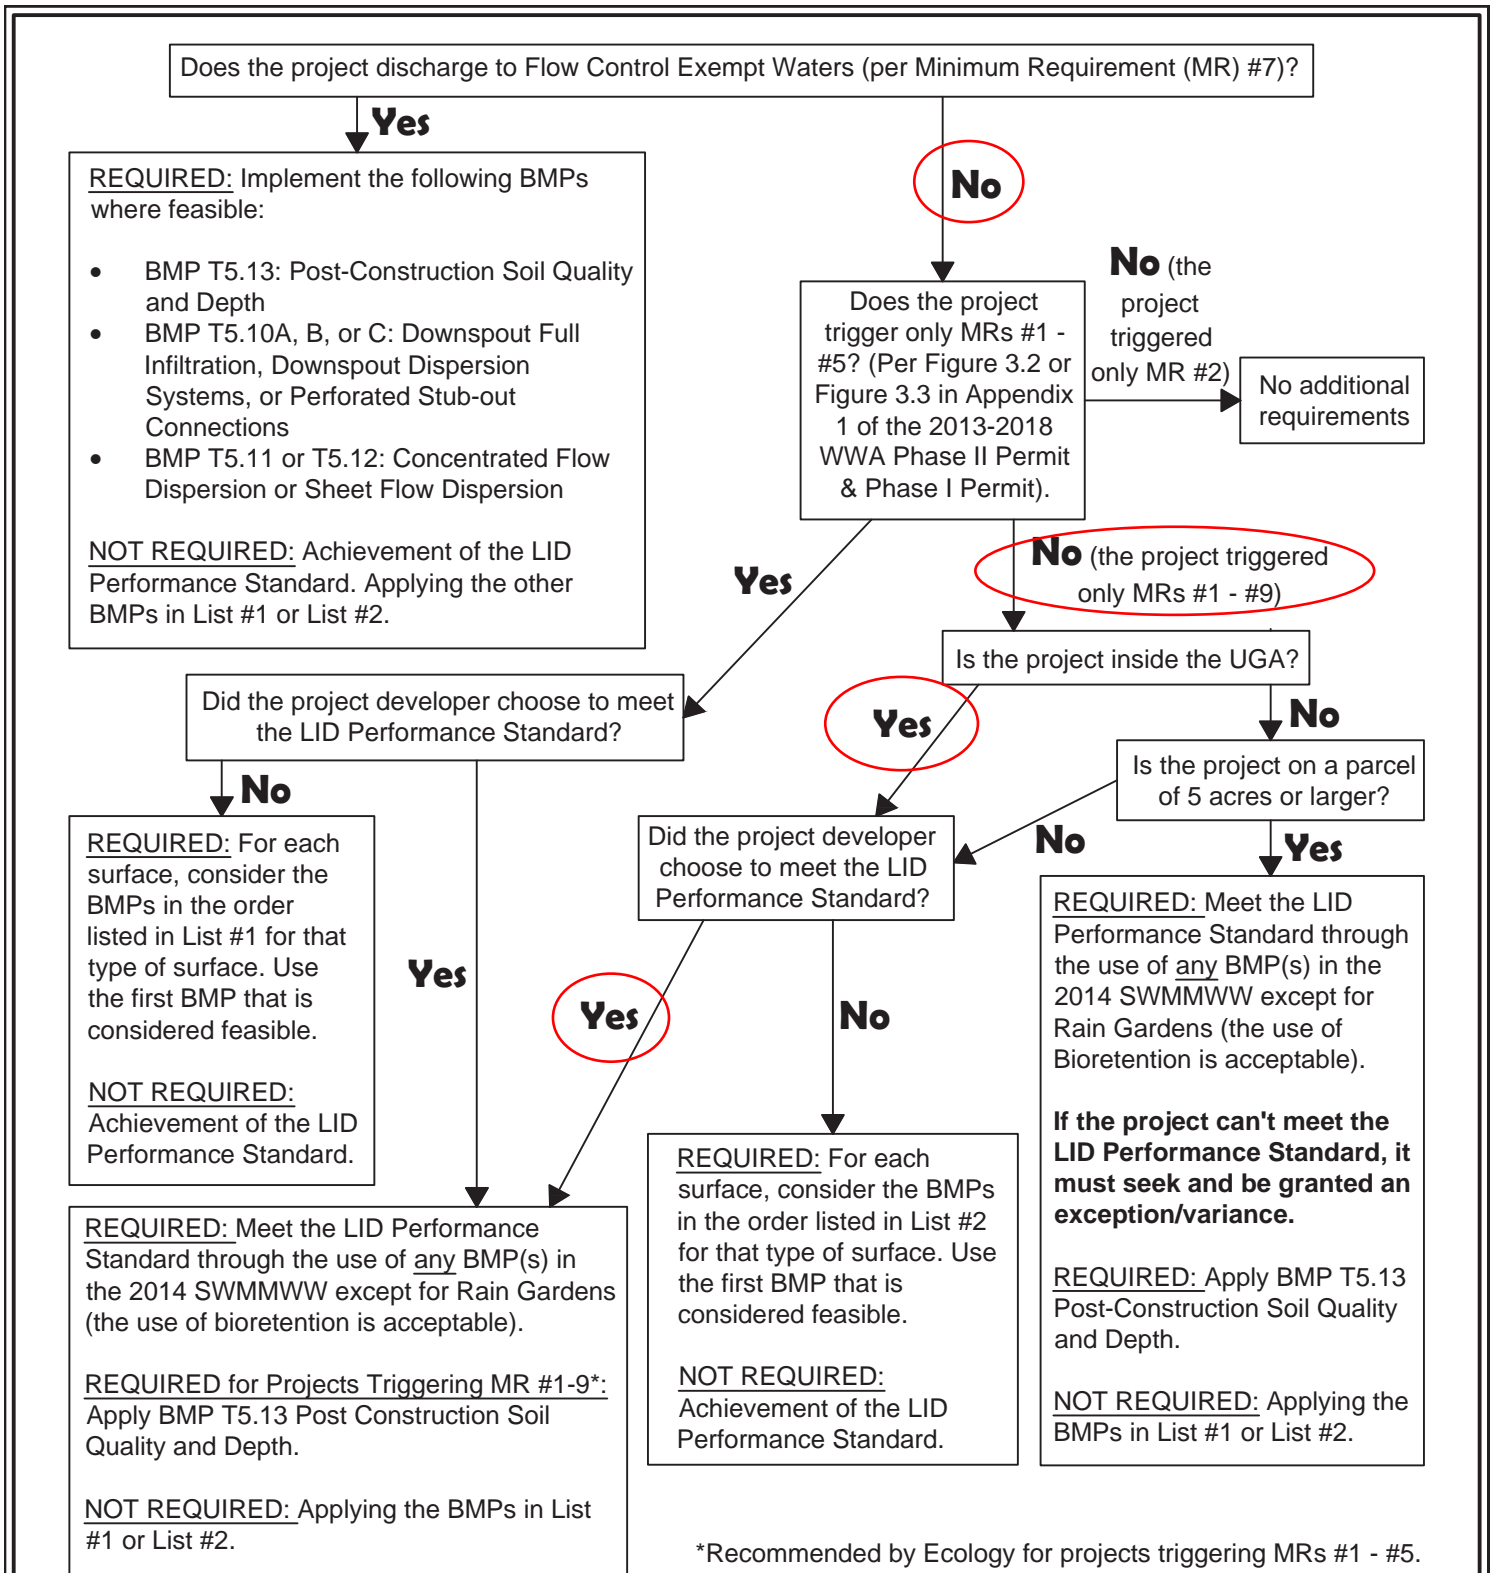 Does the project discharge to Flow Control Exempt Waters (per Minimum Requirement (MR) #7)?
Yes
No
REQUIRED: Implement the following BMPs
where feasible:
• BMP T5.13: Post-Construction Soil Quality
and Depth
• BMP T5.10A, B, or C: Downspout Full
Infiltration, Downspout Dispersion
Systems, or Perforated Stub-out
Connections
• BMP T5.11 or T5.12: Concentrated Flow
Dispersion or Sheet Flow Dispersion
NOT REQUIRED: Achievement of the LID
Performance Standard. Applying the other
BMPs in List #1 or List #2.
Does the project
trigger only MRs #1 -
#5? (Per Figure 3.2 or
Figure 3.3 in Appendix
1 of the 2013-2018
WWA Phase II Permit
& Phase I Permit).
No (the
project
triggered
only MR #2)
No additional
requirements
Yes
No (the project triggered
only MRs #1 - #9)
Is the project inside the UGA?
Did the project developer choose to meet
the LID Performance Standard?
Yes
No
Is the project on a parcel
of 5 acres or larger?
No
Did the project developer
choose to meet the LID
Performance Standard?
No
Yes
REQUIRED: For each
surface, consider the
BMPs in the order
listed in List #1 for that
type of surface. Use
the first BMP that is
considered feasible.
NOT REQUIRED:
Achievement of the LID
Performance Standard.
Yes
Yes
No
REQUIRED: Meet the LID
Performance Standard through
the use of any BMP(s) in the
2014 SWMMWW except for
Rain Gardens (the use of
Bioretention is acceptable).
If the project can't meet the
LID Performance Standard, it
must seek and be granted an
exception/variance.
REQUIRED: Apply BMP T5.13
Post-Construction Soil Quality
and Depth.
NOT REQUIRED: Applying the
BMPs in List #1 or List #2.
REQUIRED: For each
surface, consider the BMPs
in the order listed in List #2
for that type of surface. Use
the first BMP that is
considered feasible.
NOT REQUIRED:
Achievement of the LID
Performance Standard.
REQUIRED: Meet the LID Performance
Standard through the use of any BMP(s) in
the 2014 SWMMWW except for Rain Gardens
(the use of bioretention is acceptable).
REQUIRED for Projects Triggering MR #1-9*:
Apply BMP T5.13 Post Construction Soil
Quality and Depth.
NOT REQUIRED: Applying the BMPs in List
#1 or List #2.
*Recommended by Ecology for projects triggering MRs #1 - #5.